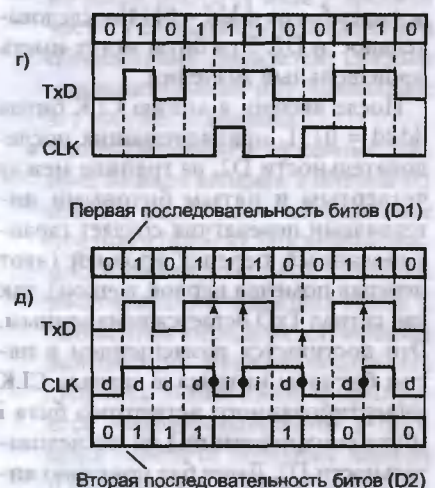 0 1 0 1 1 1 0 0 1 1 0
г)
TxD
CLK
Первая последовательность битов (D1)
0 1 0 1 1 1 0 0 1 1 0
д)
TxD
CLK d d d d i i d i d i d
0 1 1 1 1 0 0
Вторая последовательность битов (D2)